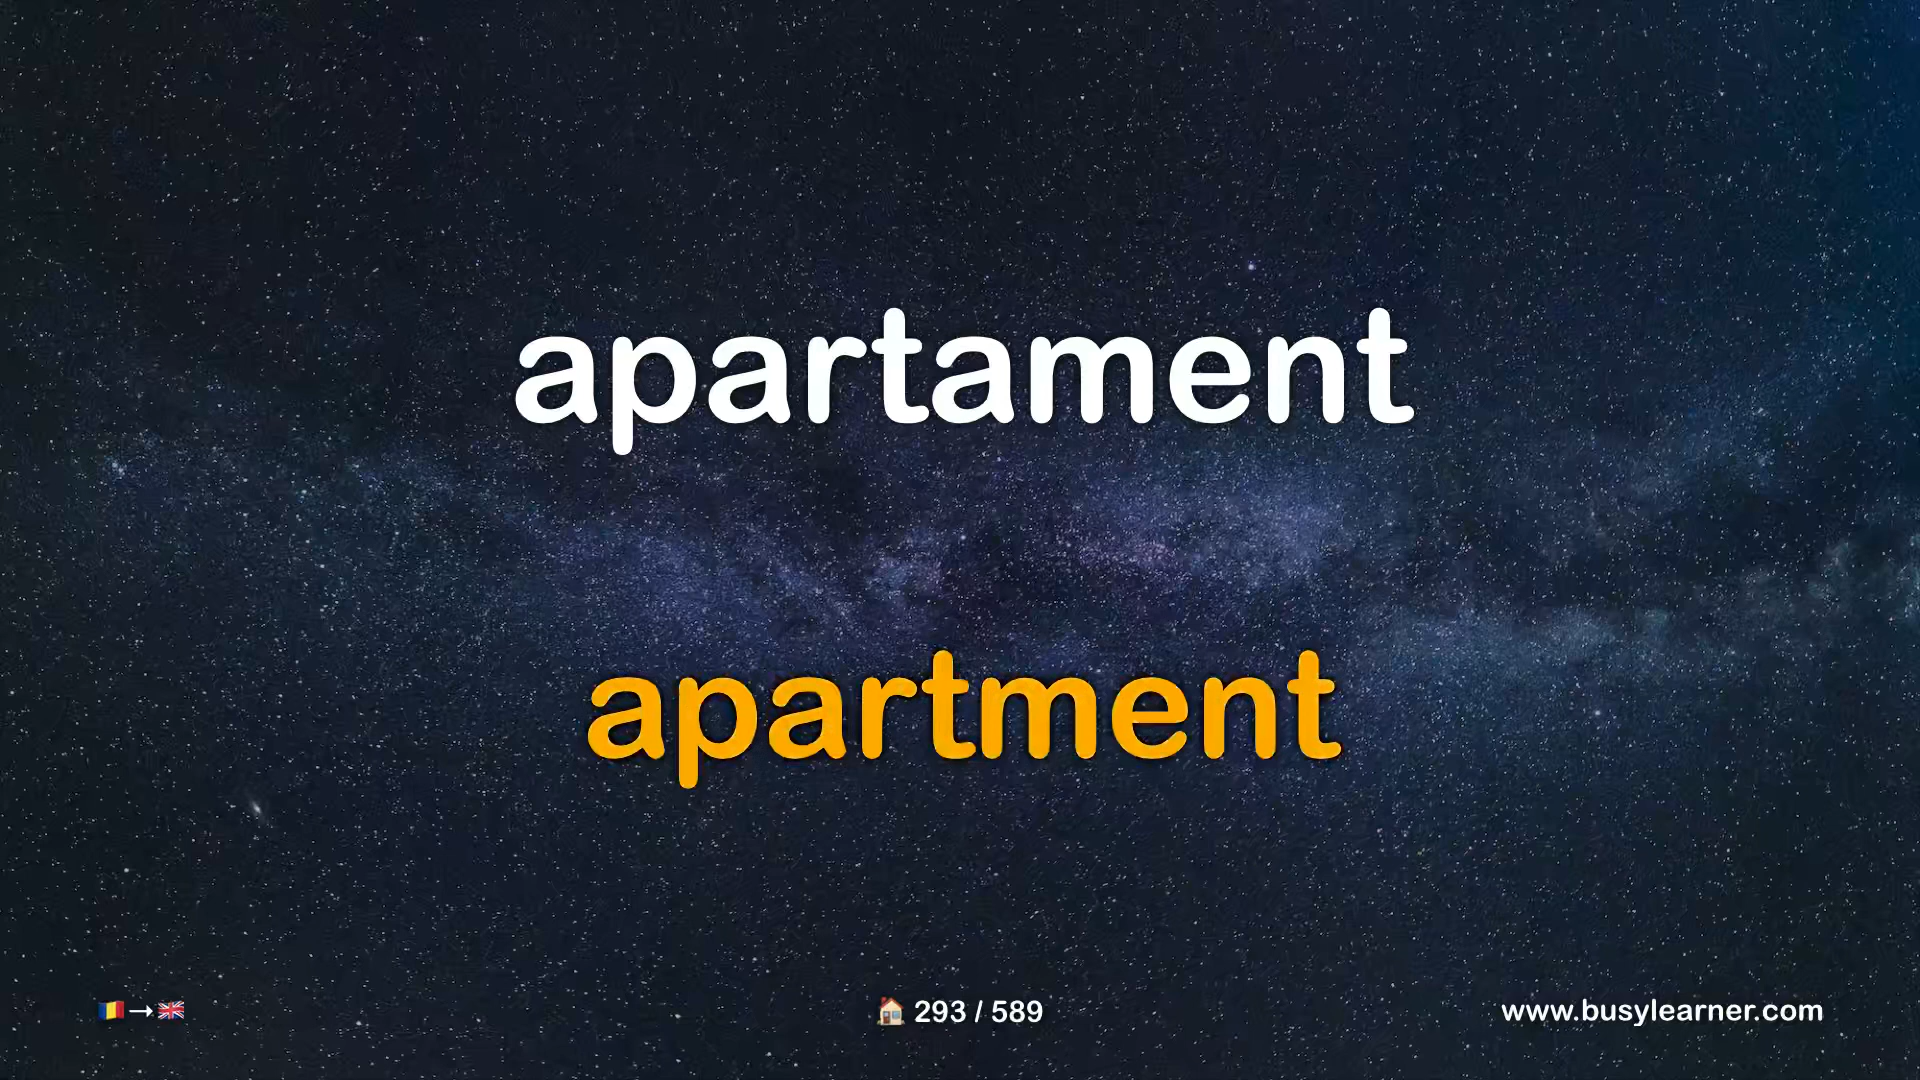 apartament
apartment
🇷🇴→🇬🇧
🏠 293 / 589
www.busylearner.com